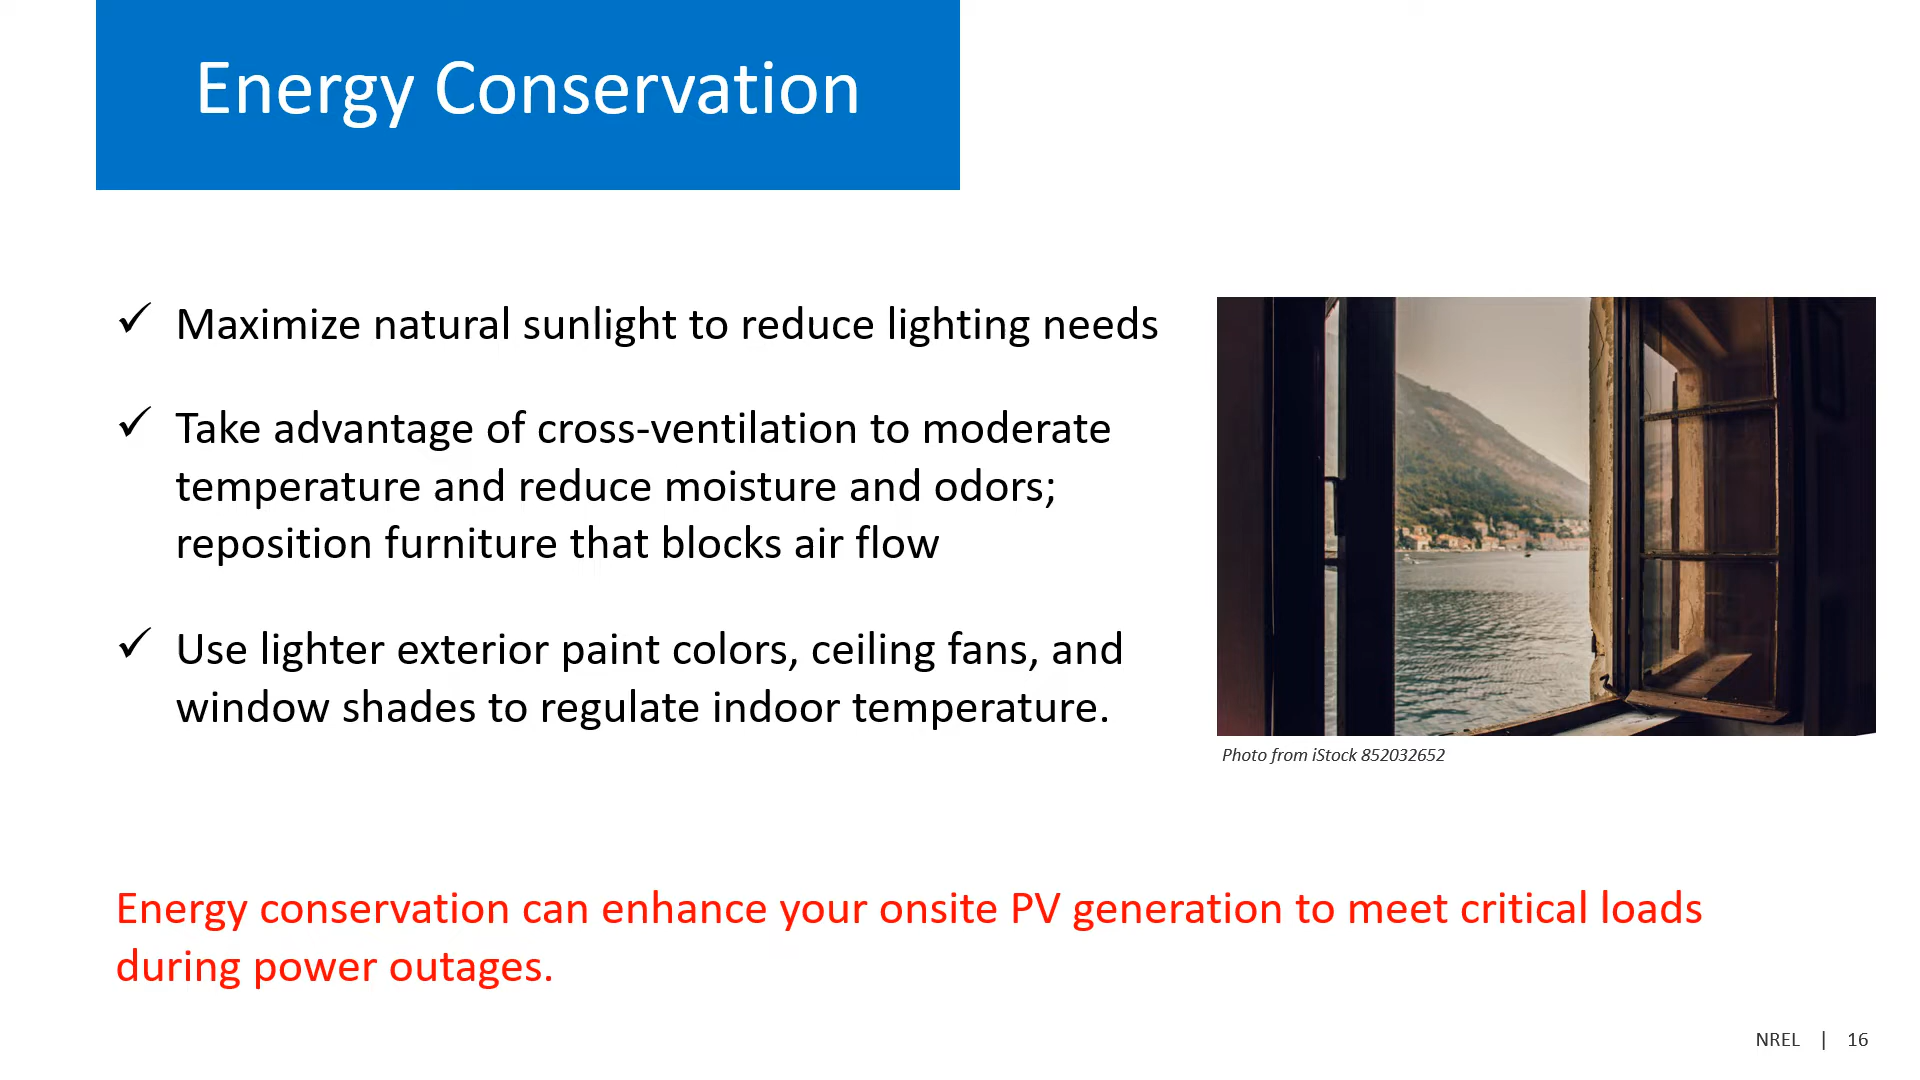 Energy Conservation
✓ Maximize natural sunlight to reduce lighting needs
✓ Take advantage of cross-ventilation to moderate
temperature and reduce moisture and odors;
reposition furniture that blocks air flow
✓ Use lighter exterior paint colors, ceiling fans, and
window shades to regulate indoor temperature.
Photo from iStock 852032652
Energy conservation can enhance your onsite PV generation to meet critical loads
during power outages.
NREL | 16